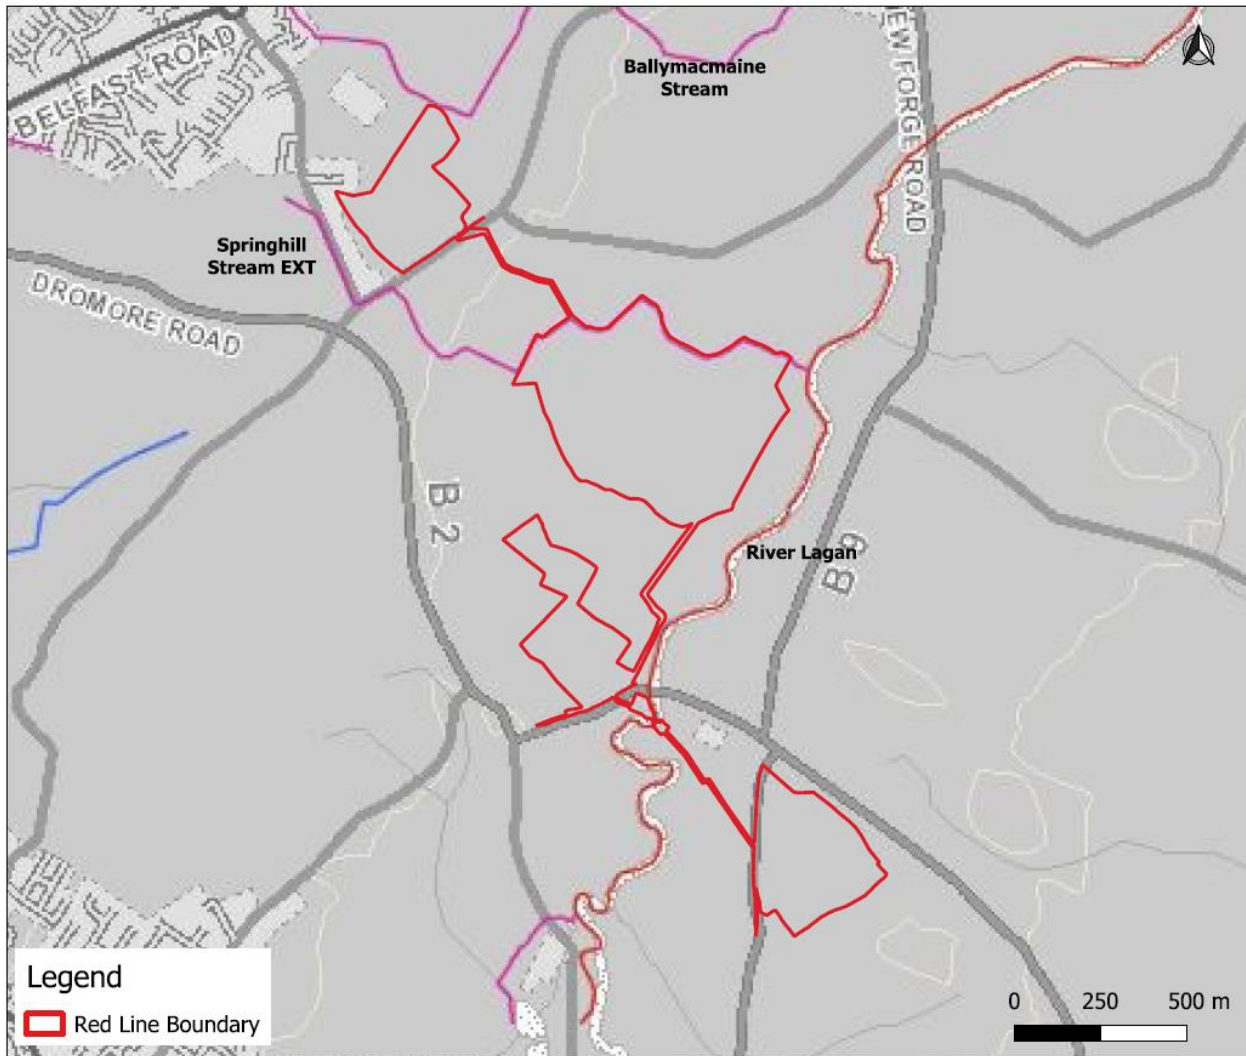 BELFAST ROAD
Ballymacmaine
Stream
NEW FORGE ROAD
Springhill
Stream EXT
DROMORE ROAD
B 2
River Lagan
B 9
Legend
Red Line Boundary
0 250 500 m